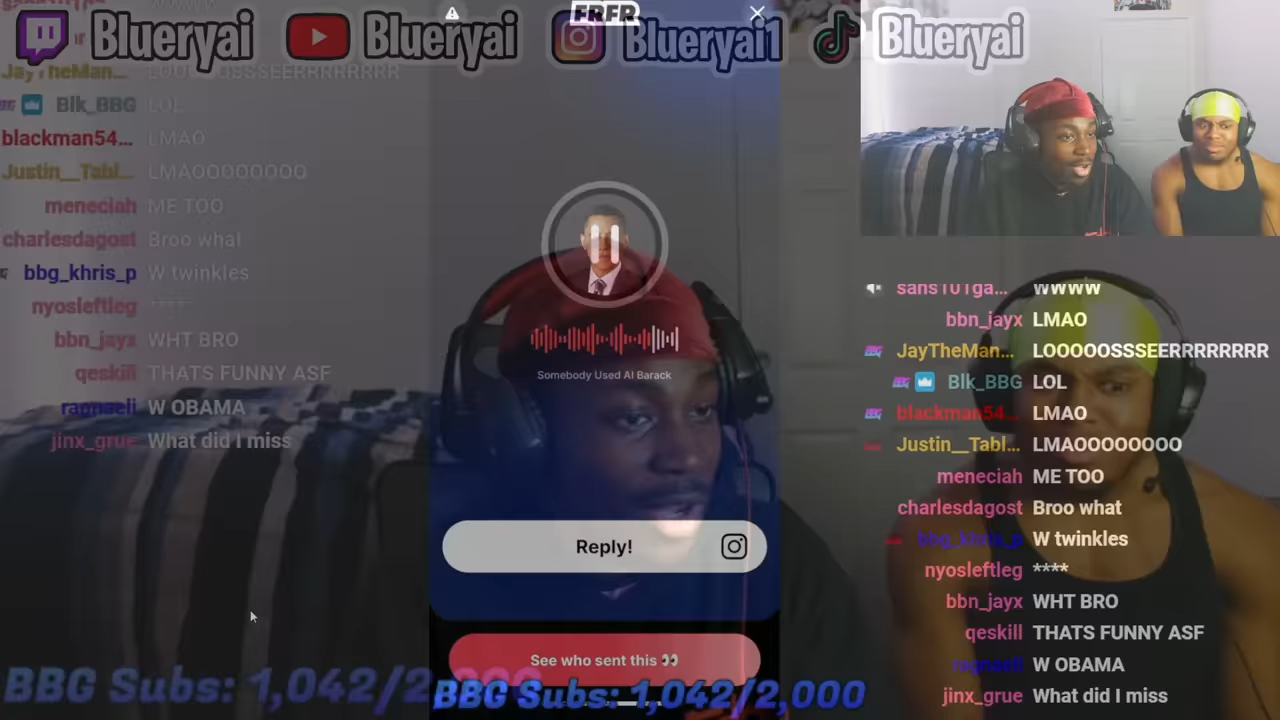 Blueryai
Blueryai
Blueryai1
Blueryai
FRFR
LOOOOOSSSEERRRRRRRR
Blk_BBG LOL
blackman54... LMAO
Justin__Tabl... LMAOOOOOOOO
meneciah ME TOO
charlesdagost Broo what
bbg_khris_p W twinkles
nyosleftleg ****
bbn_jayx WHT BRO
qeskill THATS FUNNY ASF
ragnaeli W OBAMA
jinx_grue What did I miss
BBG Subs: 1,042/2
Somebody Used AI Barack
Reply!
See who sent this 👀
BBG Subs: 1,042/2,000
sans101ga... WWWW
bbn_jayx LMAO
JayTheMan... LOOOOOSSSEERRRRRRRR
Blk_BBG LOL
blackman54... LMAO
Justin__Tabl... LMAOOOOOOOO
meneciah ME TOO
charlesdagost Broo what
bbg_khris_p W twinkles
nyosleftleg ****
bbn_jayx WHT BRO
qeskill THATS FUNNY ASF
ragnaeli W OBAMA
jinx_grue What did I miss